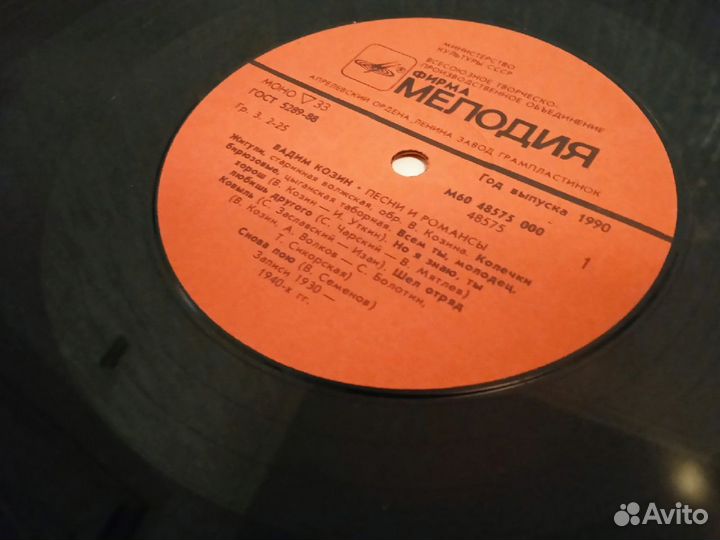 МИНИСТЕРСТВО
КУЛЬТУРЫ СССР
ВСЕСОЮЗНОЕ ТВОРЧЕСКО-
ПРОИЗВОДСТВЕННОЕ ОБЪЕДИНЕНИЕ
ФИРМА
МЕЛОДИЯ
АПРЕЛЕВСКИЙ ОРДЕНА ЛЕНИНА ЗАВОД ГРАМПЛАСТИНОК
МОНО ▽ 33
ГОСТ 5289-88
Гр. 3. 2-25
Год выпуска 1990
М60 48575 000
48575
1
ВАДИМ КОЗИН • ПЕСНИ И РОМАНСЫ
Жигули, старинная волжская, обр. В. Козина. Колечки
бирюзовые, цыганская таборная. Всем ты, молодец,
хорош (В. Козин — И. Уткин). Но я знаю, ты
любишь другого (С. Чарский — В. Мятлев)
Ковыль (С. Заславский — Изан). Шел отряд
(В. Козин, А. Волков — С. Болотин,
Т. Сикорская)
Снова пою (В. Семенов)
Записи 1930 —
1940-х гг.
Avito